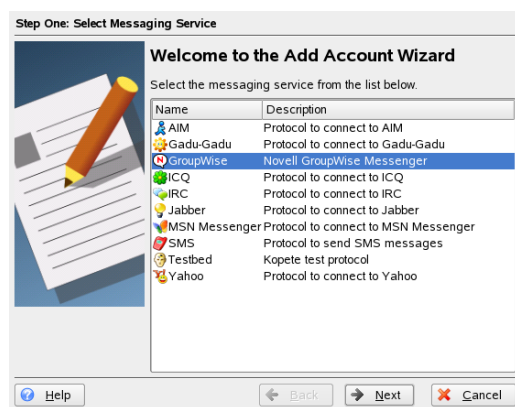 Step One: Select Messaging Service
Welcome to the Add Account Wizard
Select the messaging service from the list below.
Name Description
AIM Protocol to connect to AIM
Gadu-Gadu Protocol to connect to Gadu-Gadu
GroupWise Novell GroupWise Messenger
ICQ Protocol to connect to ICQ
IRC Protocol to connect to IRC
Jabber Protocol to connect to Jabber
MSN Messenger Protocol to connect to MSN Messenger
SMS Protocol to send SMS messages
Testbed Kopete test protocol
Yahoo Protocol to connect to Yahoo
Help Back Next Cancel